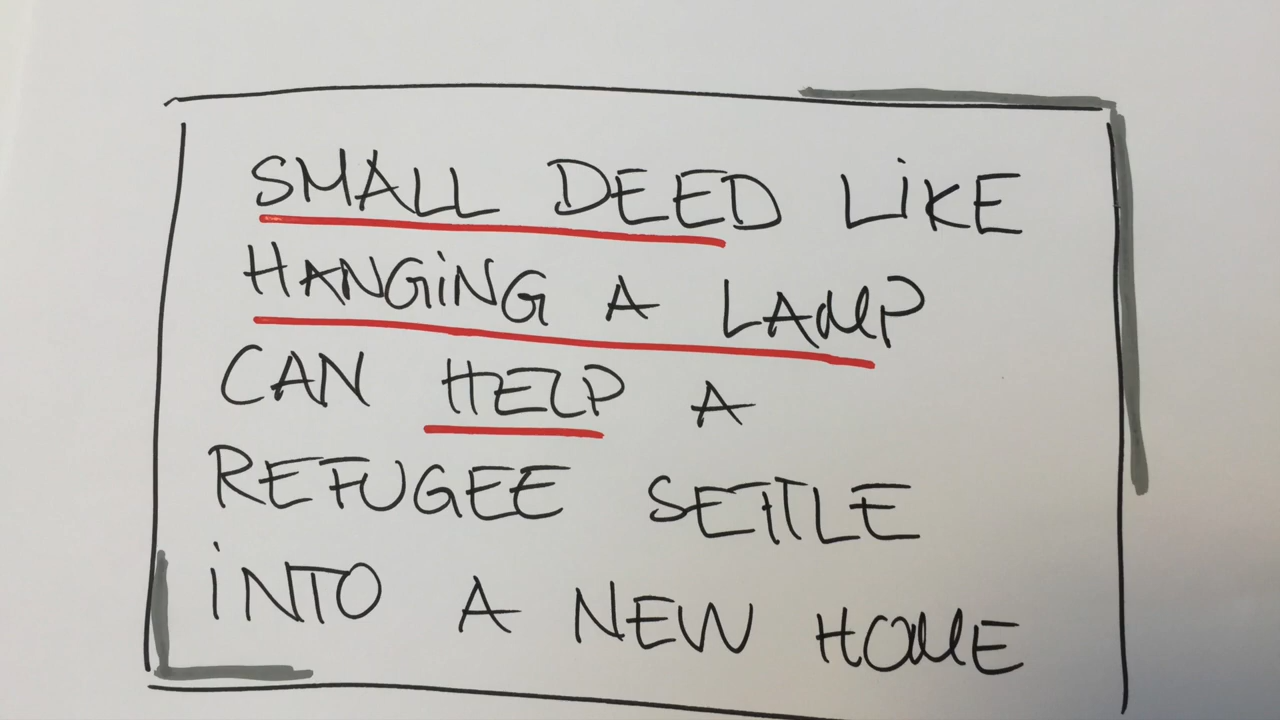 SMALL DEED LiKE
HANGiNG A LAMP
CAN HELP A
REFUGEE SETTLE
iNTO A NEW HOME